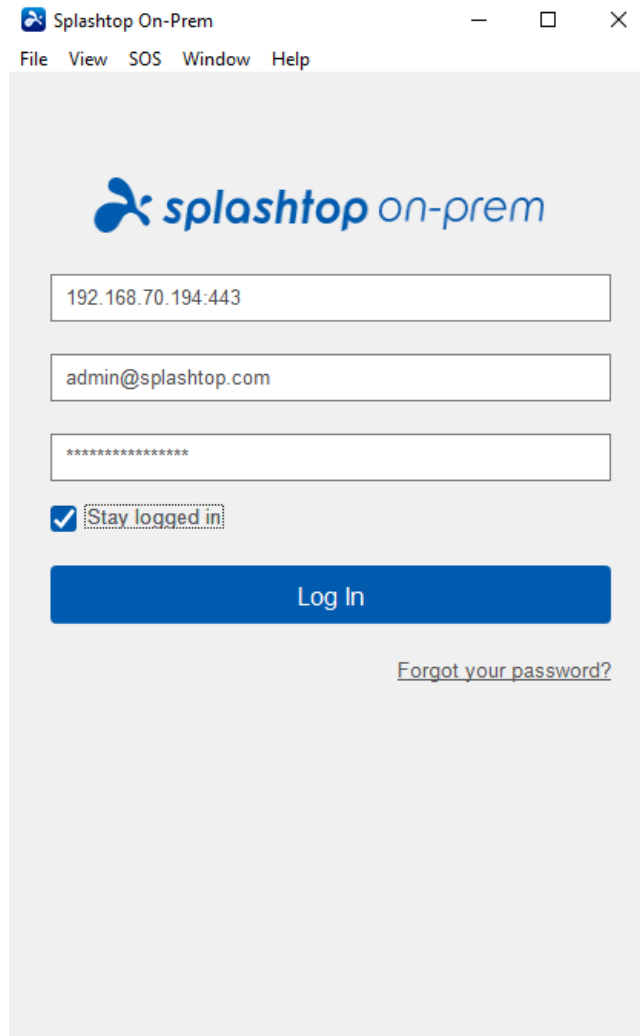 Splashtop On-Prem
File View SOS Window Help
splashtop on-prem
192.168.70.194:443
admin@splashtop.com
****************
Stay logged in
Log In
Forgot your password?